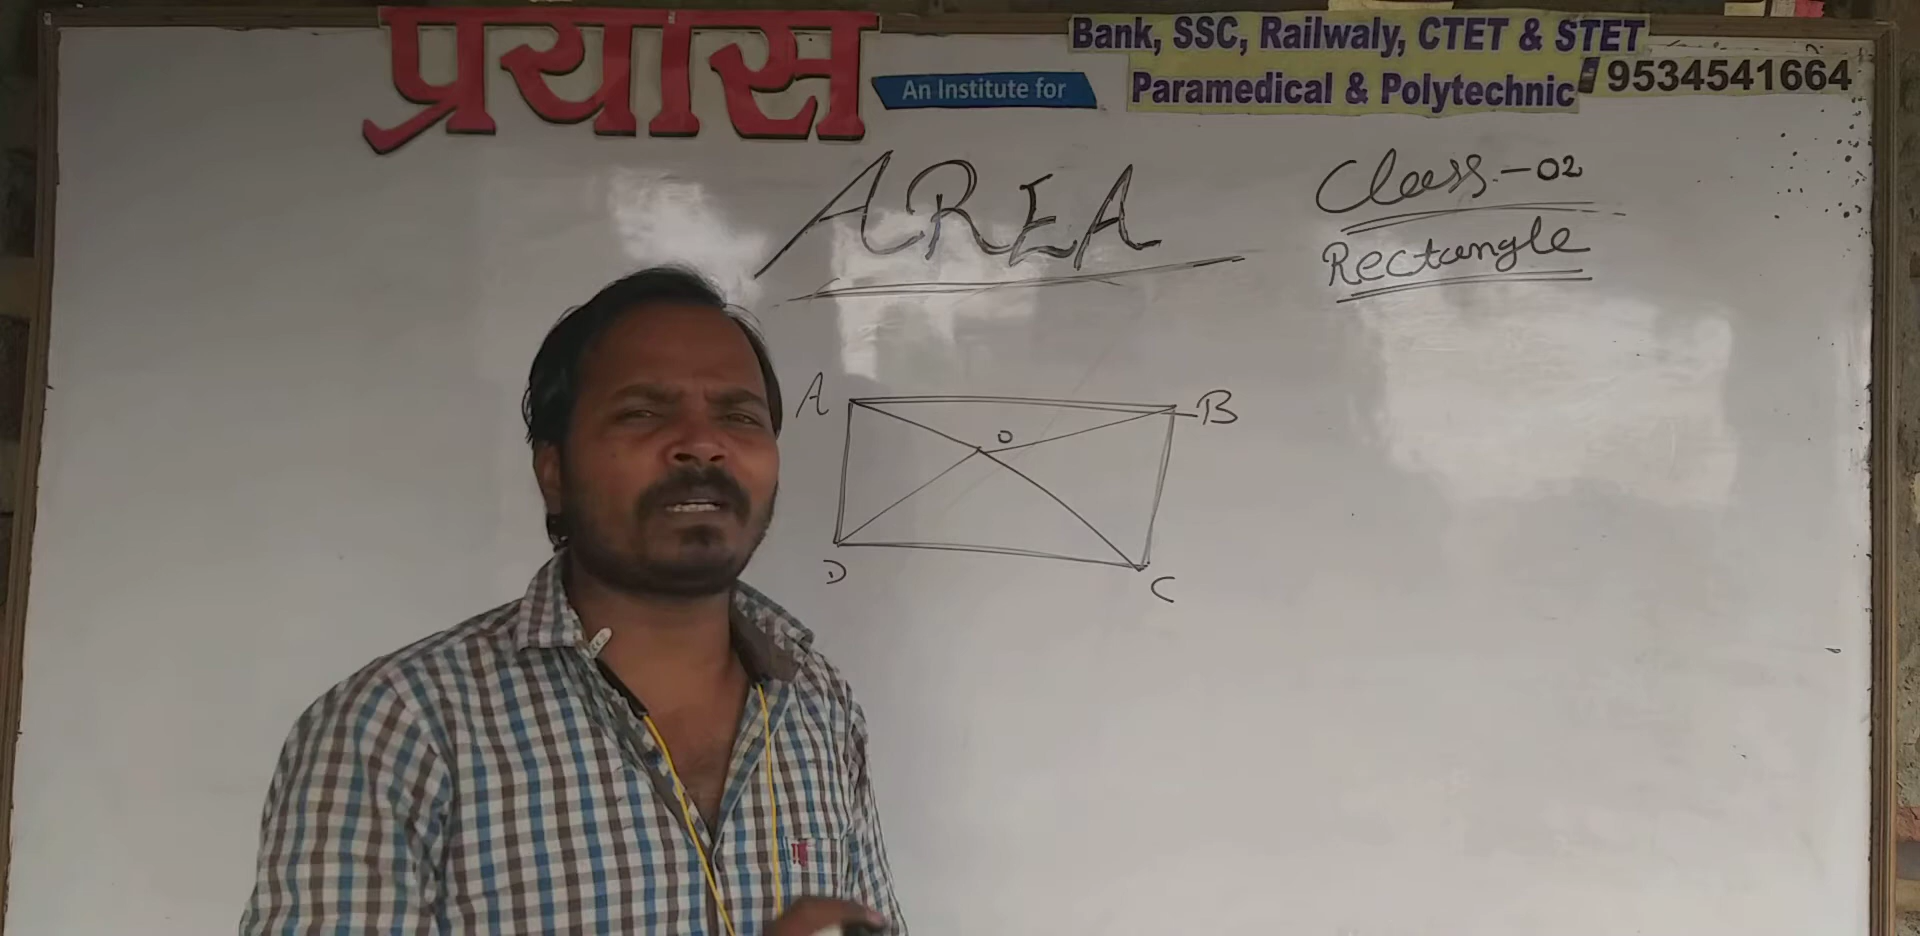 प्रयास
An Institute for
Bank, SSC, Railwaly, CTET & STET
Paramedical & Polytechnic 9534541664
AREA
Class-02
Rectangle
A
B
O
D
C